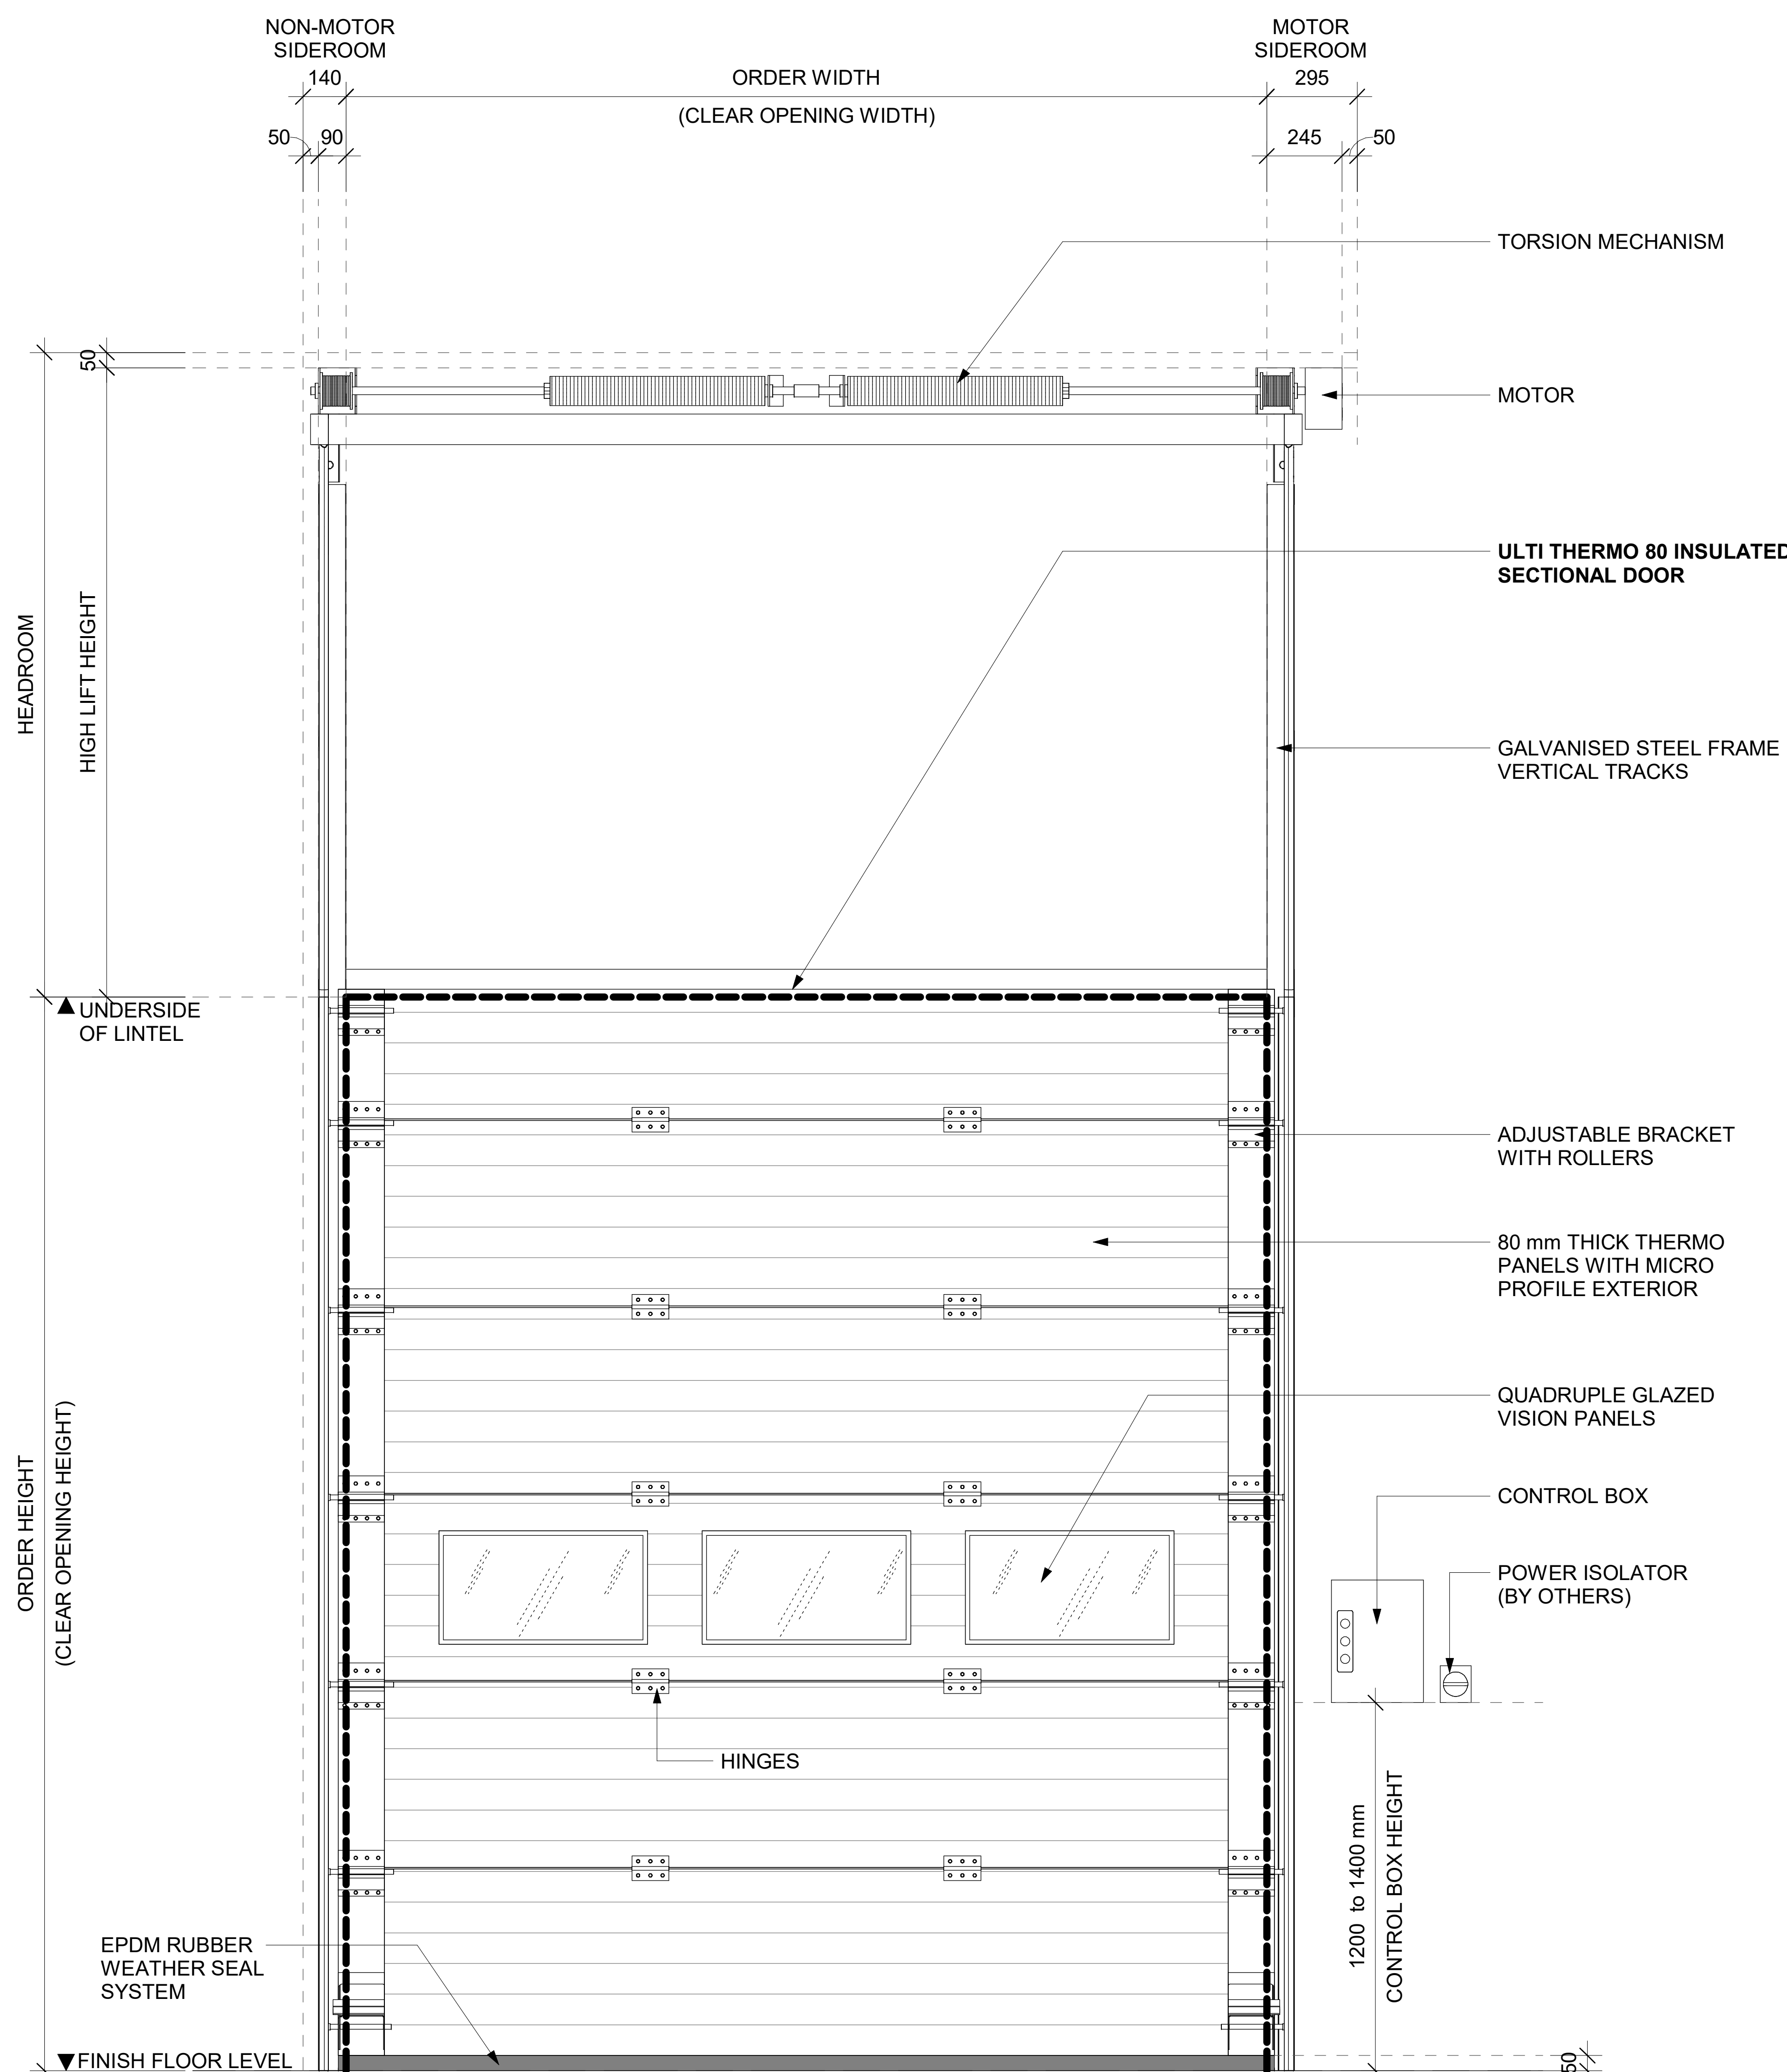 NON-MOTOR
SIDEROOM
MOTOR
SIDEROOM
140
ORDER WIDTH
295
(CLEAR OPENING WIDTH)
50
90
245
50
TORSION MECHANISM
50
MOTOR
ULTI THERMO 80 INSULATED
SECTIONAL DOOR
HEADROOM
HIGH LIFT HEIGHT
GALVANISED STEEL FRAME
VERTICAL TRACKS
UNDERSIDE
OF LINTEL
ADJUSTABLE BRACKET
WITH ROLLERS
80 mm THICK THERMO
PANELS WITH MICRO
PROFILE EXTERIOR
QUADRUPLE GLAZED
VISION PANELS
ORDER HEIGHT
(CLEAR OPENING HEIGHT)
CONTROL BOX
POWER ISOLATOR
(BY OTHERS)
HINGES
1200 to 1400 mm
CONTROL BOX HEIGHT
EPDM RUBBER
WEATHER SEAL
SYSTEM
FINISH FLOOR LEVEL
50